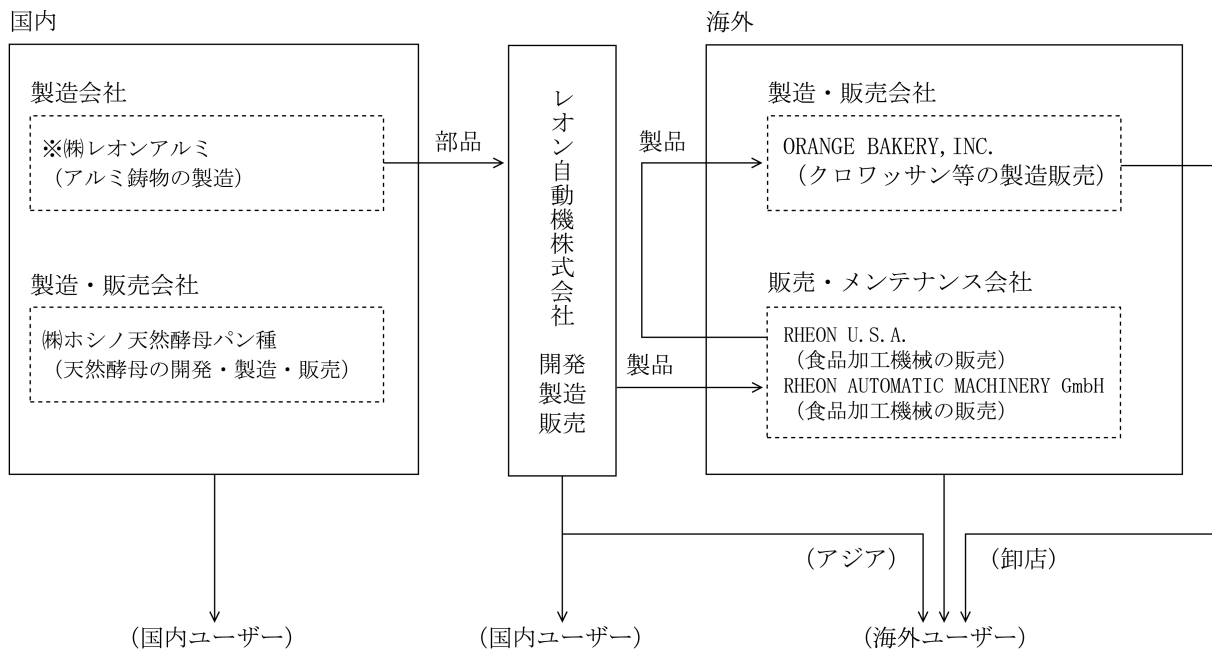 国内
製造会社
※㈱レオンアルミ
（アルミ鋳物の製造）
製造・販売会社
㈱ホシノ天然酵母パン種
（天然酵母の開発・製造・販売）
部品
レオン自動機株式会社
開発
製造
販売
製品
製品
海外
製造・販売会社
ORANGE BAKERY,INC.
（クロワッサン等の製造販売）
販売・メンテナンス会社
RHEON U.S.A.
（食品加工機械の販売）
RHEON AUTOMATIC MACHINERY GmbH
（食品加工機械の販売）
（アジア）
（卸店）
（国内ユーザー）
（国内ユーザー）
（海外ユーザー）